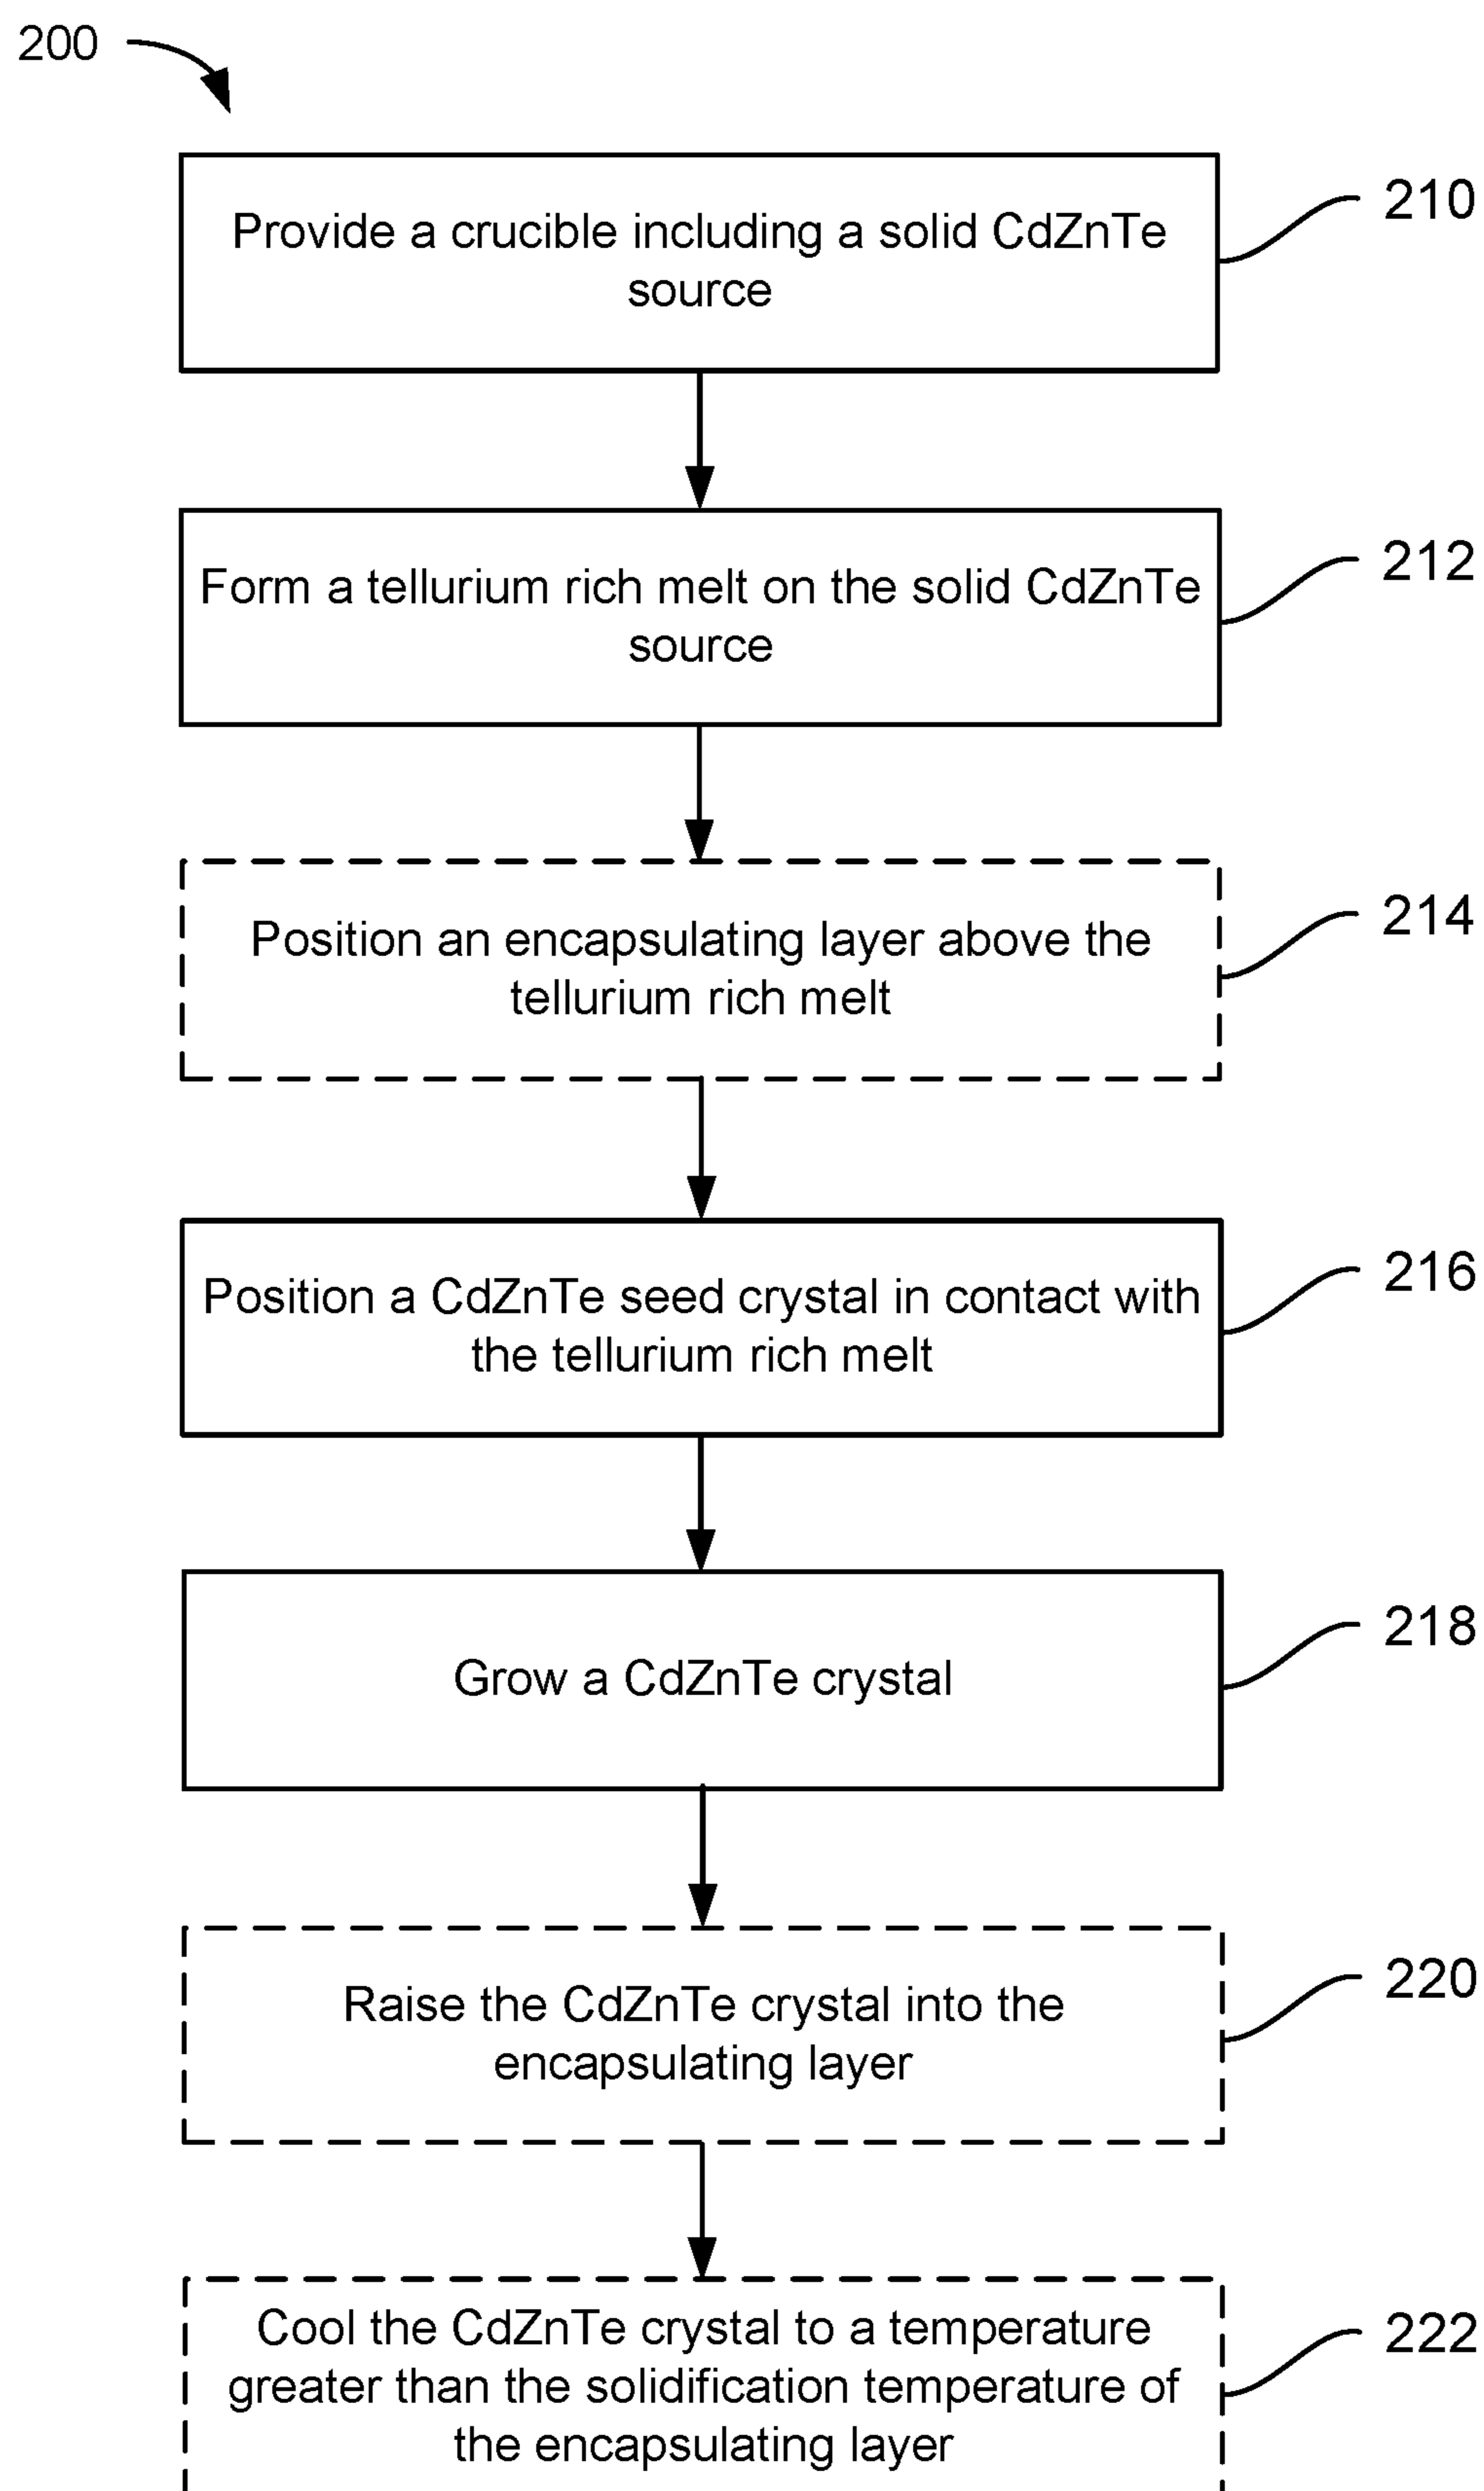 200
Provide a crucible including a solid CdZnTe
source
210
Form a tellurium rich melt on the solid CdZnTe
source
212
Position an encapsulating layer above the
tellurium rich melt
214
Position a CdZnTe seed crystal in contact with
the tellurium rich melt
216
Grow a CdZnTe crystal
218
Raise the CdZnTe crystal into the
encapsulating layer
220
Cool the CdZnTe crystal to a temperature
greater than the solidification temperature of
the encapsulating layer
222